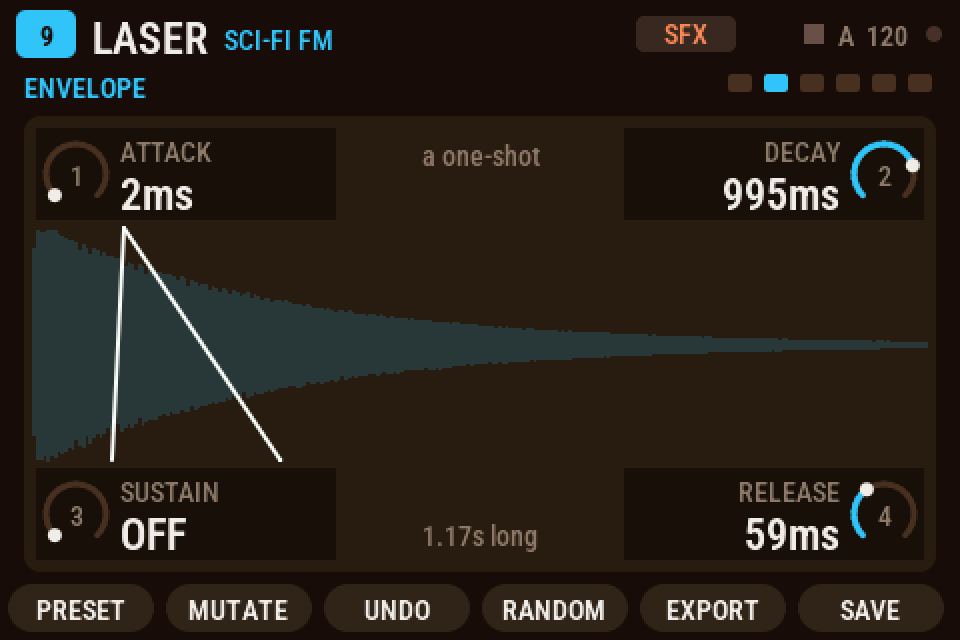 9 LASER SCI-FI FM SFX A 120
ENVELOPE
1 ATTACK 2ms
a one-shot
DECAY 995ms 2
3 SUSTAIN OFF
1.17s long
RELEASE 59ms 4
PRESET MUTATE UNDO RANDOM EXPORT SAVE